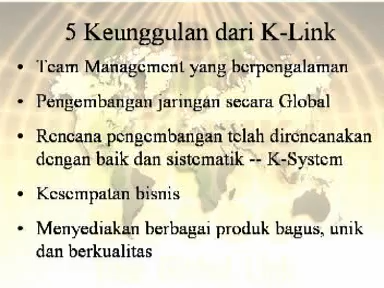 5 Keunggulan dari K-Link
• Team Management yang berpengalaman
• Pengembangan jaringan secara Global
• Rencana pengembangan telah direncanakan
dengan baik dan sistematik -- K-System
• Kesempatan bisnis
• Menyediakan berbagai produk bagus, unik
dan berkualitas